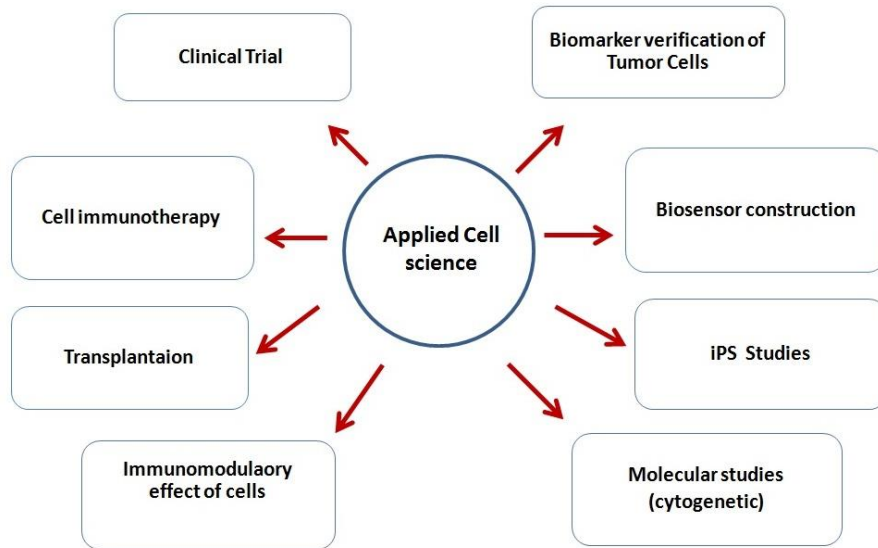 Clinical Trial
Biomarker verification of
Tumor Cells
Cell immunotherapy
Applied Cell
science
Biosensor construction
Transplantaion
iPS Studies
Immunomodulaory
effect of cells
Molecular studies
(cytogenetic)